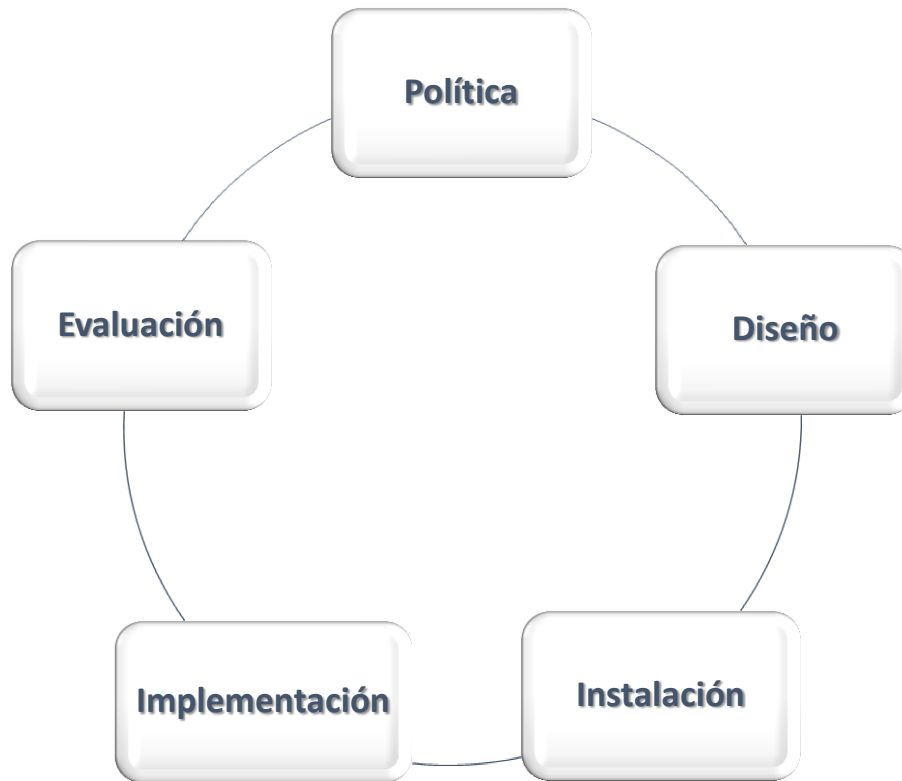 Política
Diseño
Instalación
Implementación
Evaluación